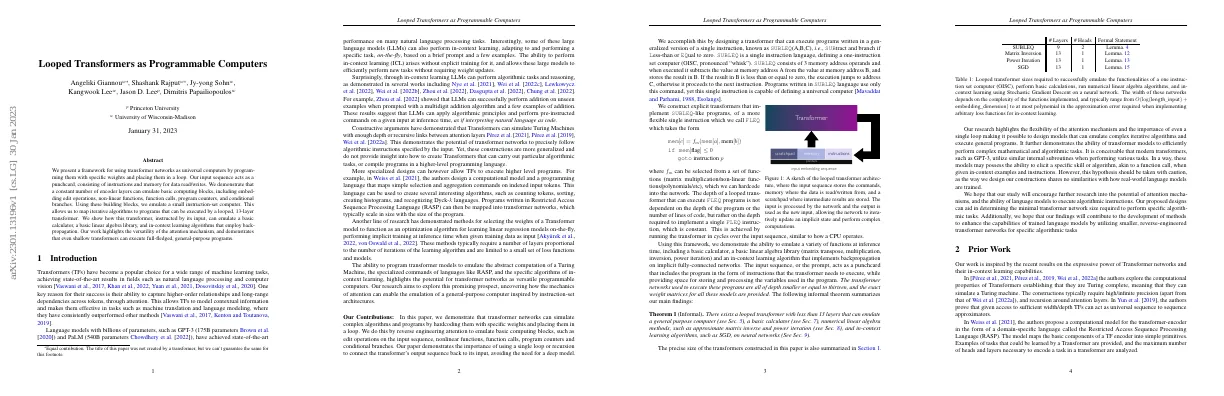 arXiv:2301.13196v1 [cs.LG] 30 Jan 2023
Looped Transformers as Programmable Computers
Angeliki Giannou, Shashank Rajput, Jy-yong Sohn,
Kangwook Lee, Jason D. Lee, Dimitris Papailiopoulos
Princeton University
University of Wisconsin-Madison
January 31, 2023
Abstract
We present a framework for using transformer networks as universal computers by program-
ming them with specific weights and placing them in a loop. Our input sequence acts as a
punchcard, consisting of instructions and memory for data read/writes. We demonstrate that
a constant number of encoder layers can emulate basic computing blocks, including embed-
ding edit operations, non-linear functions, function calls, program counters, and conditional
branches. Using these building blocks, we emulate a small instruction-set computer. This
allows us to map iterative algorithms to programs that can be executed by a looped, 13-layer
transformer. We show how this transformer, instructed by its input, can emulate a basic
calculator, a basic linear algebra library, and in-context learning algorithms that employ back-
propagation. Our work highlights the versatility of the attention mechanism, and demonstrates
that even shallow transformers can execute full-fledged, general-purpose programs.
1 Introduction
Transformers (TFs) have become a popular choice for a wide range of machine learning tasks,
achieving state-of-the-art results in fields such as natural language processing and computer
vision [Vaswani et al., 2017, Khan et al., 2022, Yuan et al., 2021, Dosovitskiy et al., 2020]. One
key reason for their success is their ability to capture higher-order relationships and long-range
dependencies across tokens, through attention. This allows TFs to model contextual information
and makes them effective in tasks such as machine translation and language modeling, where
they have consistently outperformed other methods [Vaswani et al., 2017, Kenton and Toutanova,
2019].
Language models with billions of parameters, such as GPT-3 (175B parameters Brown et al.
[2020]) and PaLM (540B parameters Chowdhery et al. [2022]), have achieved state-of-the-art
Equal contribution. The title of this paper was not created by a transformer, but we can't guarantee the same for
this footnote.
1
Looped Transformers as Programmable Computers
performance on many natural language processing tasks. Interestingly, some of these large
language models (LLMs) can also perform in-context learning, adapting to and performing a
specific task, on-the-fly, based on a brief prompt and a few examples. The ability to perform
in-context learning (ICL) arises without explicit training for it, and allows these large models to
efficiently perform new tasks without requiring weight updates.
Surprisingly, through in-context learning LLMs can perform algorithmic tasks and reasoning,
as demonstrated in several works including Nye et al. [2021], Wei et al. [2022c], Lewkowycz
et al. [2022], Wei et al. [2022b], Zhou et al. [2022], Dasgupta et al. [2022], Chung et al. [2022].
For example, Zhou et al. [2022] showed that LLMs can successfully perform addition on unseen
examples when prompted with a multidigit addition algorithm and a few examples of addition.
These results suggest that LLMs can apply algorithmic principles and perform pre-instructed
commands on a given input at inference time, as if interpreting natural language as code.
Constructive arguments have demonstrated that Transformers can simulate Turing Machines
with enough depth or recursive links between attention layers Pérez et al. [2021], Pérez et al. [2019],
Wei et al. [2022a]. This demonstrates the potential of transformer networks to precisely follow
algorithmic instructions specified by the input. Yet, these constructions are more generalized and
do not provide insight into how to create Transformers that can carry out particular algorithmic
tasks, or compile programs in a higher-level programming language.
More specialized designs can however allow TFs to execute higher level programs. For
example, in Weiss et al. [2021], the authors design a computational model and a programming
language that maps simple selection and aggregation commands on indexed input tokens. This
language can be used to create several interesting algorithms, such as counting tokens, sorting,
creating histograms, and recognizing Dyck-k languages. Programs written in Restricted Access
Sequence Processing Language (RASP) can then be mapped into transformer networks, which
typically scale in size with the size of the program.
Another line of research has demonstrated methods for selecting the weights of a Transformer
model to function as an optimization algorithm for learning linear regression models on-the-fly,
performing implicit training at inference time when given training data as input [Akyürek et al.,
2022, von Oswald et al., 2022]. These methods typically require a number of layers proportional
to the number of iterations of the learning algorithm and are limited to a small set of loss functions
and models.
The ability to program transformer models to emulate the abstract computation of a Turing
Machine, the specialized commands of languages like RASP, and the specific algorithms of in-
context learning, highlights the potential for transformer networks as versatile programmable
computers. Our research aims to explore this promising prospect, uncovering how the mechanics
of attention can enable the emulation of a general-purpose computer inspired by instruction-set
architectures.
Our Contributions: In this paper, we demonstrate that transformer networks can simulate
complex algorithms and programs by hardcoding them with specific weights and placing them in
a loop. We do this by reverse engineering attention to emulate basic computing blocks, such as
edit operations on the input sequence, nonlinear functions, function calls, program counters and
conditional branches. Our paper demonstrates the importance of using a single loop or recursion
to connect the transformer's output sequence back to its input, avoiding the need for a deep model.
2
Looped Transformers as Programmable Computers
We accomplish this by designing a transformer that can execute programs written in a gen-
eralized version of a single instruction, known as SUBLEQ(A,B,C), i.e., SUBtract and branch if
Less-than or EQual to zero. SUBLEQ is a single instruction language, defining a one-instruction
set computer (OISC, pronounced "whisk"). SUBLEQ consists of 3 memory address operands and
when executed it subtracts the value at memory address A from the value at memory address B, and
stores the result in B. If the result in B is less than or equal to zero, the execution jumps to address
C, otherwise it proceeds to the next instruction. Programs written in SUBLEQ language use only
this command, yet this single instruction is capable of defining a universal computer [Mavaddat
and Parhami, 1988, Esolangs].
We construct explicit transformers that im-
plement SUBLEQ-like programs, of a more
flexible single instruction which we call FLEQ
which takes the form
if mem[flag] ≤ 0
goto instruction p
Transformer
Figure 1: A sketch of the looped transformer architec-
ture, where the input sequence stores the commands,
memory where the data is read/written from, and a
scratchpad where intermediate results are stored. The
input is processed by the network and the output is
used as the new input, allowing the network to itera-
tively update an implicit state and perform complex
computations.
can be selected from a set of func-
tions (matrix multiplication/non-linear func-
tions/polynomials/etc), which we can hardcode
into the network. The depth of a looped trans-
former that can execute FLEQ programs is not
dependent on the depth of the program or the
number of lines of code, but rather on the depth
required to implement a single FLEQ instruc-
tion, which is constant. This is achieved by
running the transformer in cycles over the input sequence, similar to how a CPU operates.
Using this framework, we demonstrate the ability to emulate a variety of functions at inference
time, including a basic calculator, a basic linear algebra library (matrix transpose, multiplication,
inversion, power iteration) and an in-context learning algorithm that implements backpropagation
on implicit fully-connected networks. The input sequence, or the prompt, acts as a punchcard
that includes the program in the form of instructions that the transformer needs to execute, while
providing space for storing and processing the variables used in the program. The transformer
networks used to execute these programs are all of depth smaller or equal to thirteen, and the exact
weight matrices for all these models are provided. The following informal theorem summarizes
our main findings:
Theorem 1 (Informal). There exists a looped transformer with less than 13 layers that can emulate
a general purpose computer (see Sec. 5), a basic calculator (see Sec. 7), numerical linear algebra
methods, such as approximate matrix inverse and power iteration (see Sec. 8), and in-context
learning algorithms, such as SGD, on neural networks (See Sec. 9).
The precise size of the transformers constructed in this paper is also summarized in Section 1.
3
Looped Transformers as Programmable Computers
# Layers # Heads Formal Statement
SUBLEQ 9 2 Lemma. 4
Matrix Inversion 13 1 Lemma. 12
Power Iteration 13 1 Lemma. 13
SGD 13 1 Lemma. 15
Table 1: Looped transformer sizes required to successfully emulate the functionalities of a one instruc-
tion set computer (OISC), perform basic calculations, run numerical linear algebra algorithms, and in-
context learning using Stochastic Gradient Descent on a neural network. The width of these networks
depends on the complexity of the functions implemented, and typically range from O(log(length_input) +
embedding_dimension) to at most polynomial in the approximation error required when implementing
arbitrary loss functions for in-context learning.
Our research highlights the flexibility of the attention mechanism and the importance of even a
single loop making it possible to design models that can emulate complex iterative algorithms and
execute general programs. It further demonstrates the ability of transformer models to efficiently
perform complex mathematical and algorithmic tasks. It is conceivable that modern transformers,
such as GPT-3, utilize similar internal subroutines when performing various tasks. In a way, these
models may possess the ability to elicit a specific skill or algorithm, akin to a function call, when
given in-context examples and instructions. However, this hypothesis should be taken with caution,
as the way we design our constructions shares no similarities with how real-world language models
are trained.
We hope that our study will encourage further research into the potential of attention mecha-
nisms, and the ability of language models to execute algorithmic instructions. Our proposed designs
can aid in determining the minimal transformer network size required to perform specific algorith-
mic tasks. Additionally, we hope that our findings will contribute to the development of methods
to enhance the capabilities of trained language models by utilizing smaller, reverse-engineered
transformer networks for specific algorithmic tasks
2 Prior Work
Our work is inspired by the recent results on the expressive power of Transformer networks and
their in-context learning capabilities.
In [Pérez et al., 2021, Pérez et al., 2019, Wei et al., 2022a] the authors explore the computational
properties of Transformers establishing that they are Turing complete, meaning that they can
simulate a Turing machine. The constructions typically require high/infinite precision (apart from
that of Wei et al. [2022a]), and recursion around attention layers. In Yun et al. [2019], the authors
prove that given access to sufficient width/depth TFs can act as universal sequence to sequence
approximators.
In Weiss et al. [2021], the authors propose a computational model for the transformer-encoder
in the form of a domain-specific language called the Restricted Access Sequence Processing
Language (RASP). The model maps the basic components of a TF encoder into simple primitives.
Examples of tasks that could be learned by a Transformer are provided, and the maximum number
of heads and layers necessary to encode a task in a transformer are analyzed.
4